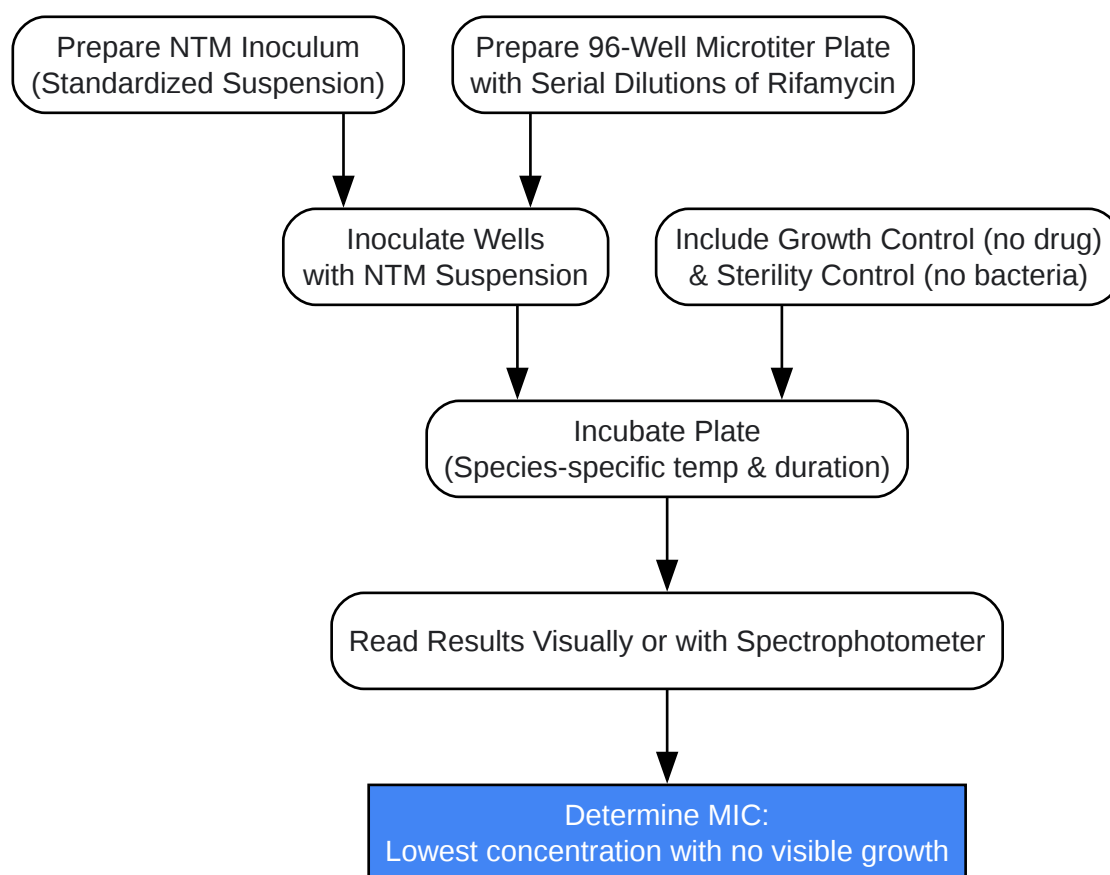 Prepare NTM Inoculum
(Standardized Suspension)
Prepare 96-Well Microtiter Plate
with Serial Dilutions of Rifamycin
Inoculate Wells
with NTM Suspension
Include Growth Control (no drug)
& Sterility Control (no bacteria)
Incubate Plate
(Species-specific temp & duration)
Read Results Visually or with Spectrophotometer
Determine MIC:
Lowest concentration with no visible growth